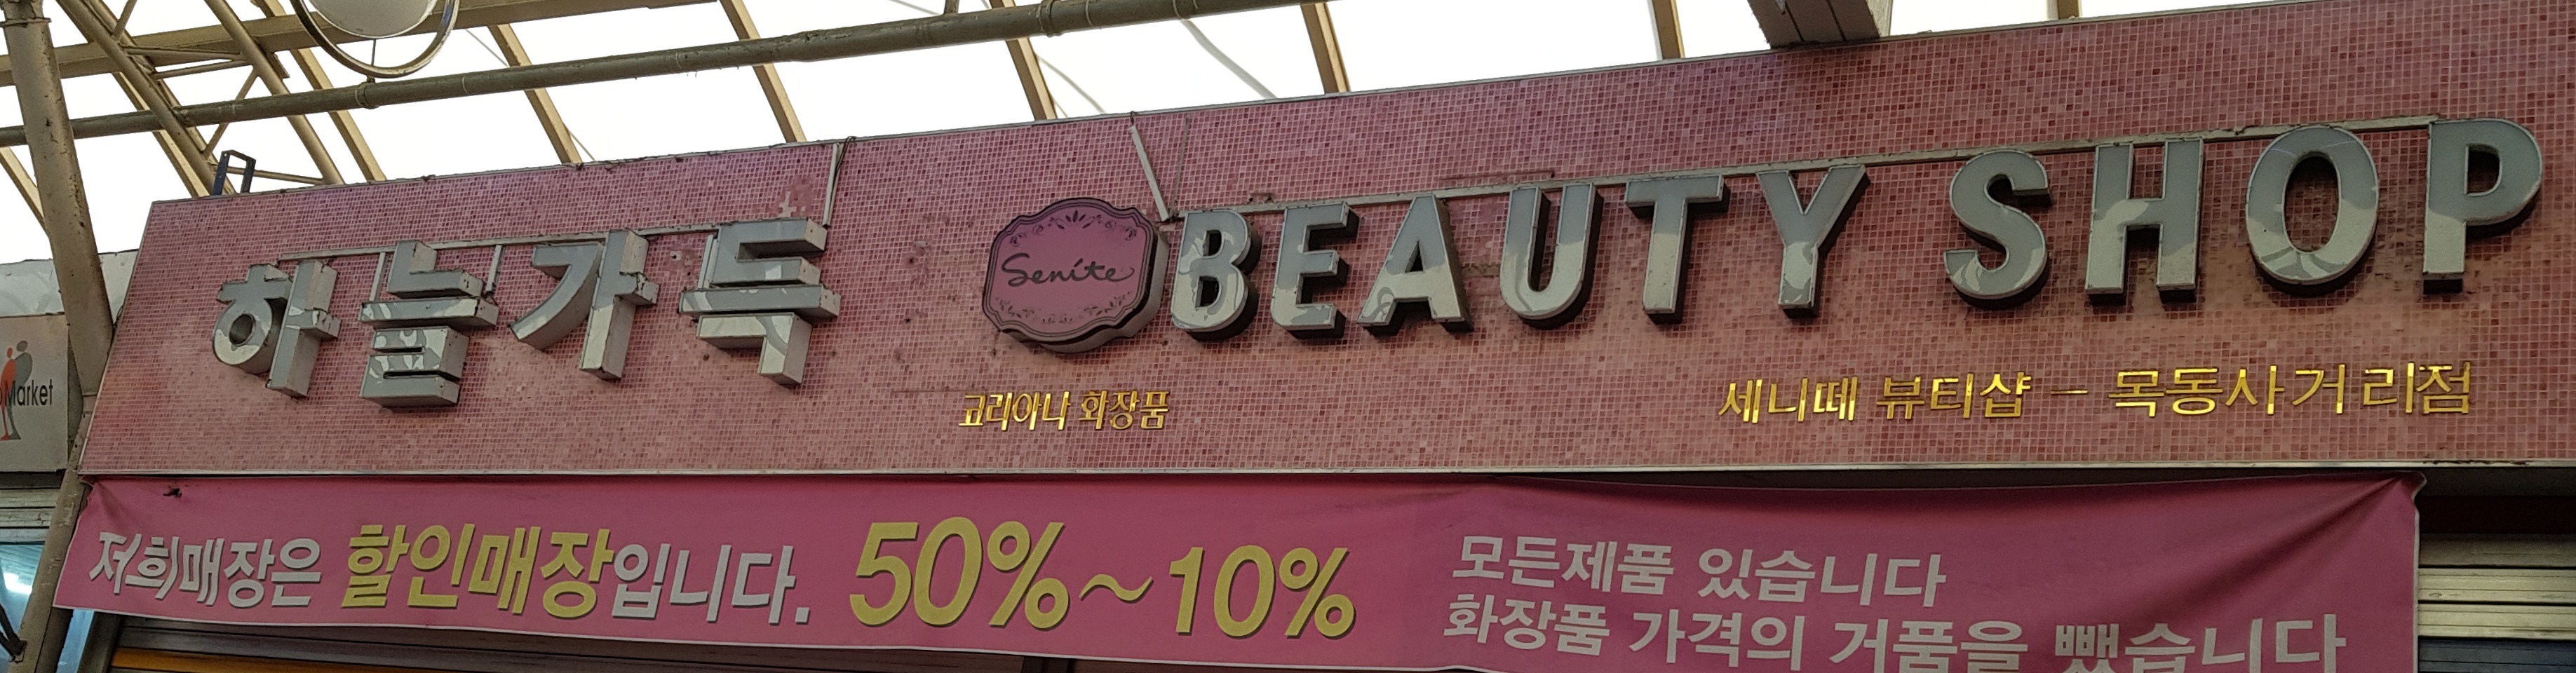 하늘가득
Senite
BEAUTY SHOP
코리아나 화장품
세니떼 뷰티샵 - 목동사거리점
저희매장은 할인매장입니다. 50%~10%
모든제품 있습니다
화장품 가격의 거품을 뺐습니다
Market